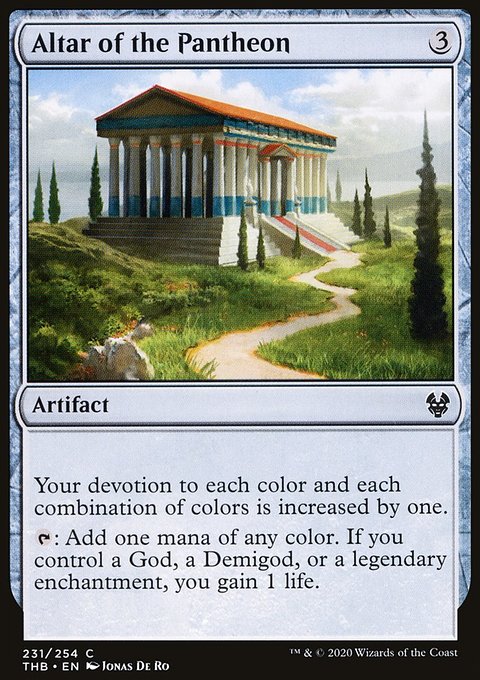 Altar of the Pantheon 3
Artifact
Your devotion to each color and each
combination of colors is increased by one.
: Add one mana of any color. If you
control a God, a Demigod, or a legendary
enchantment, you gain 1 life.
231/254 C
THB • EN Jonas De Ro
™ & © 2020 Wizards of the Coast